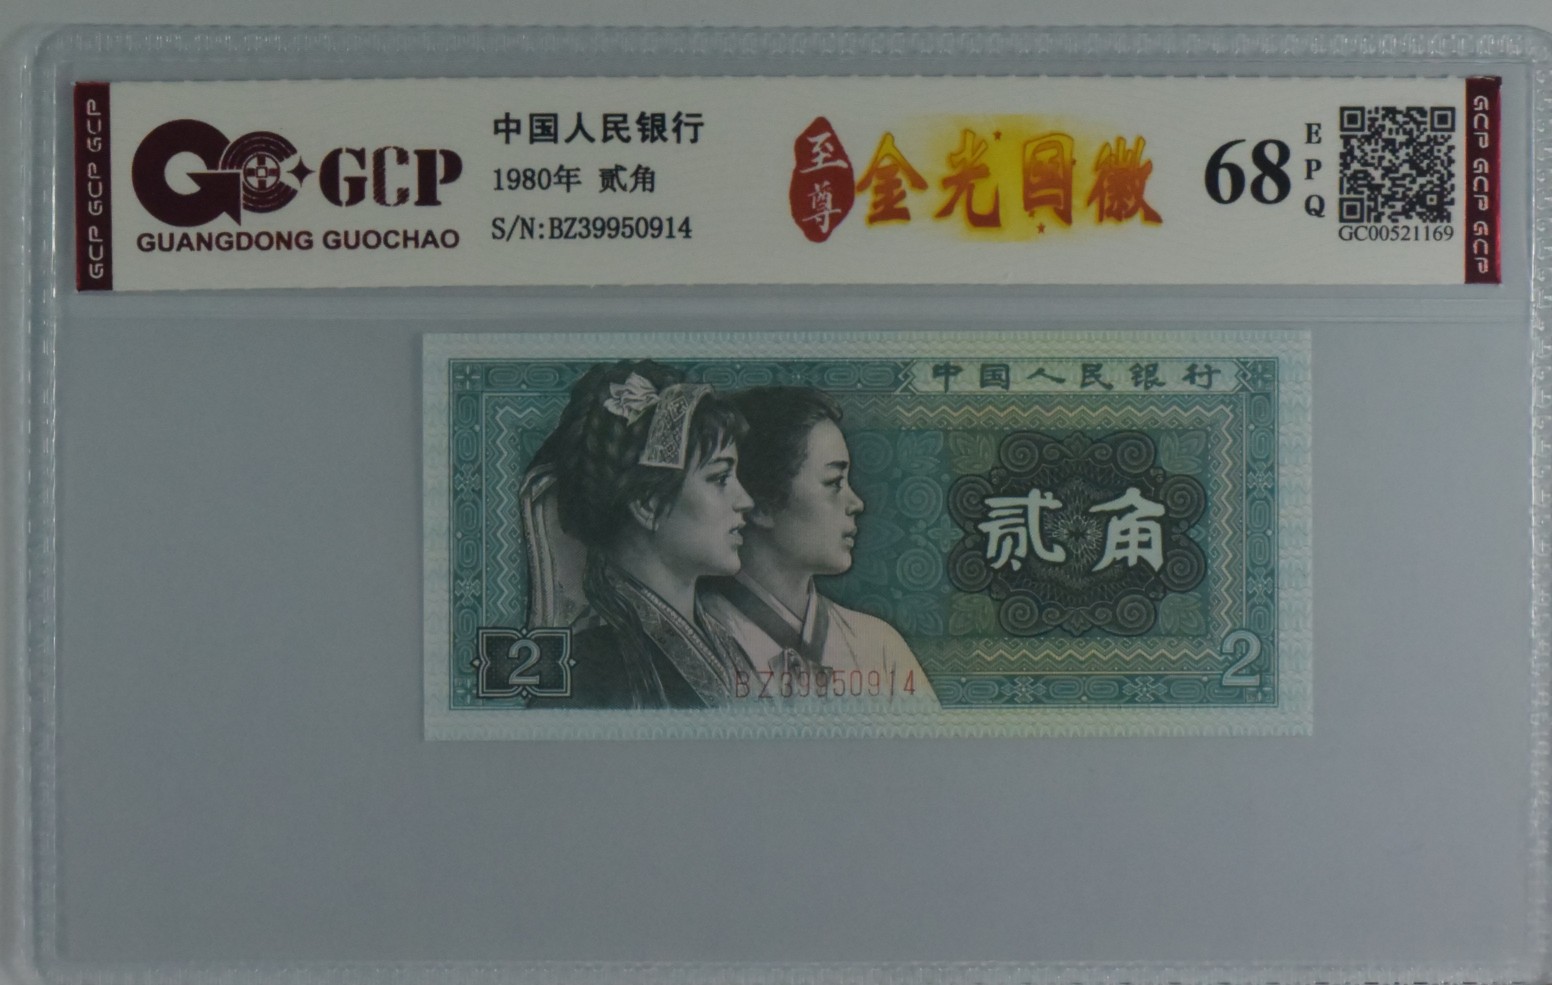 GCP GCP GCP
GCP
GUANGDONG GUOCHAO
中国人民银行
1980年 贰角
S/N:BZ39950914
至尊
金光国徽
68
EPQ
GC00521169
GCP GCP GCP
中国人民银行
贰角
2
BZ39950914
2